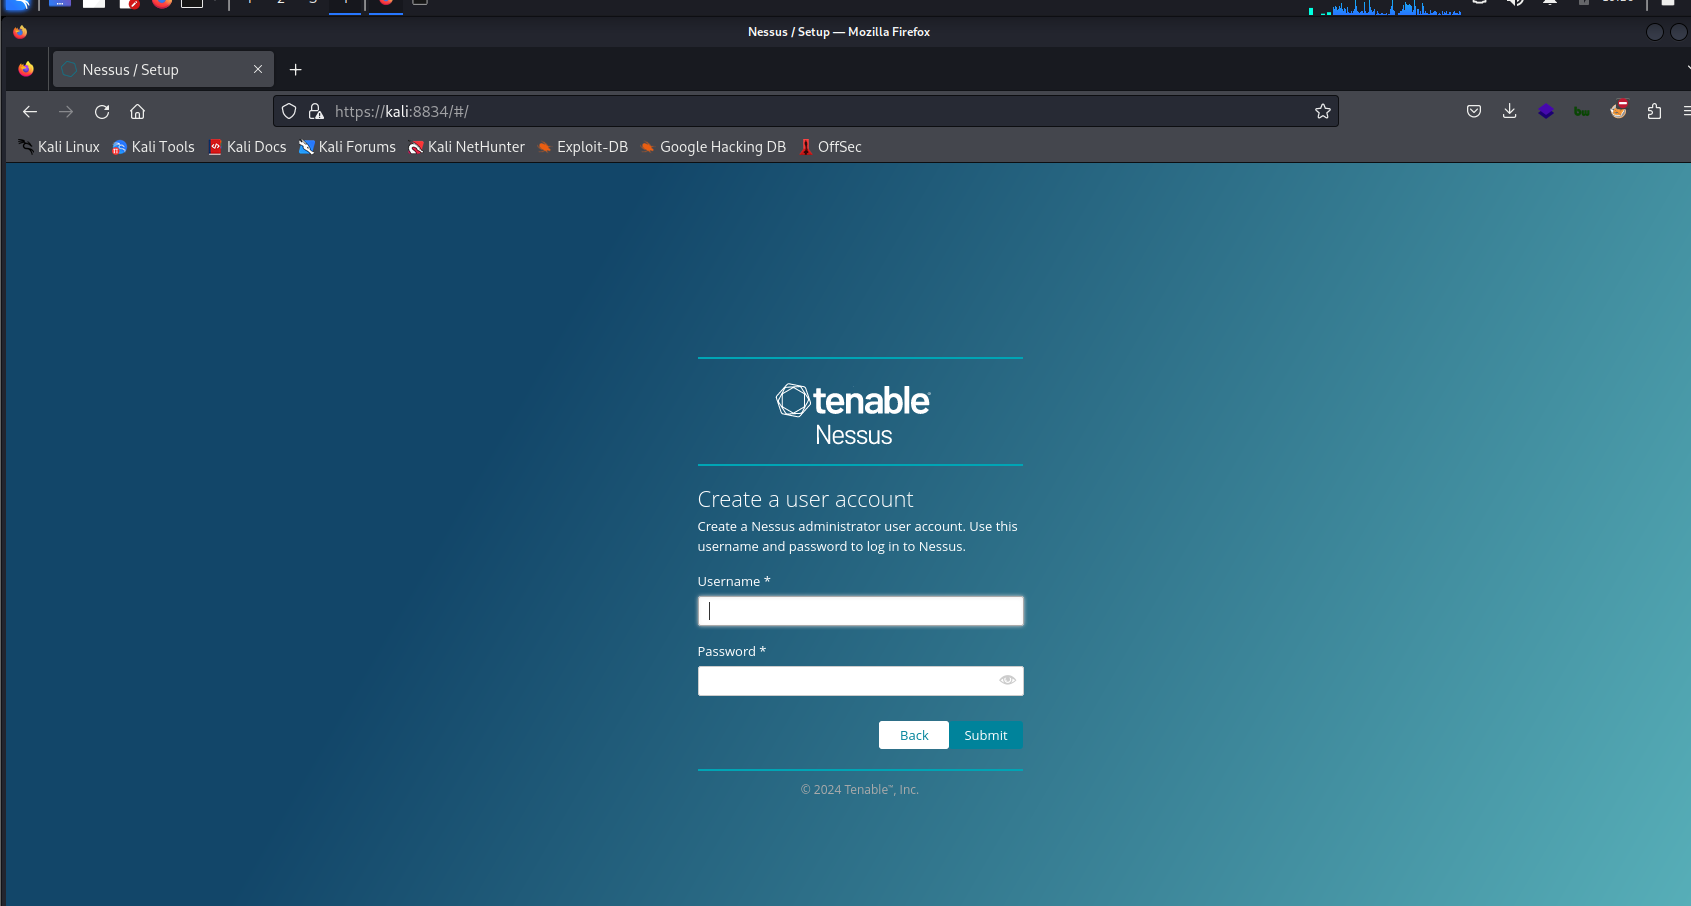 Nessus / Setup — Mozilla Firefox
Nessus / Setup
https://kali:8834/#/
Kali Linux Kali Tools Kali Docs Kali Forums Kali NetHunter Exploit-DB Google Hacking DB OffSec
tenable
Nessus
Create a user account
Create a Nessus administrator user account. Use this
username and password to log in to Nessus.
Username *
Password *
Back Submit
© 2024 Tenable™, Inc.